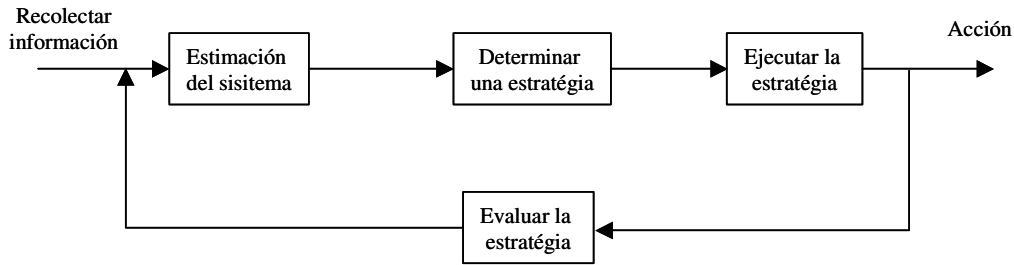 Recolectar
información
Acción
Estimación
del sisitema
Determinar
una estratégia
Ejecutar la
estratégia
Evaluar la
estratégia